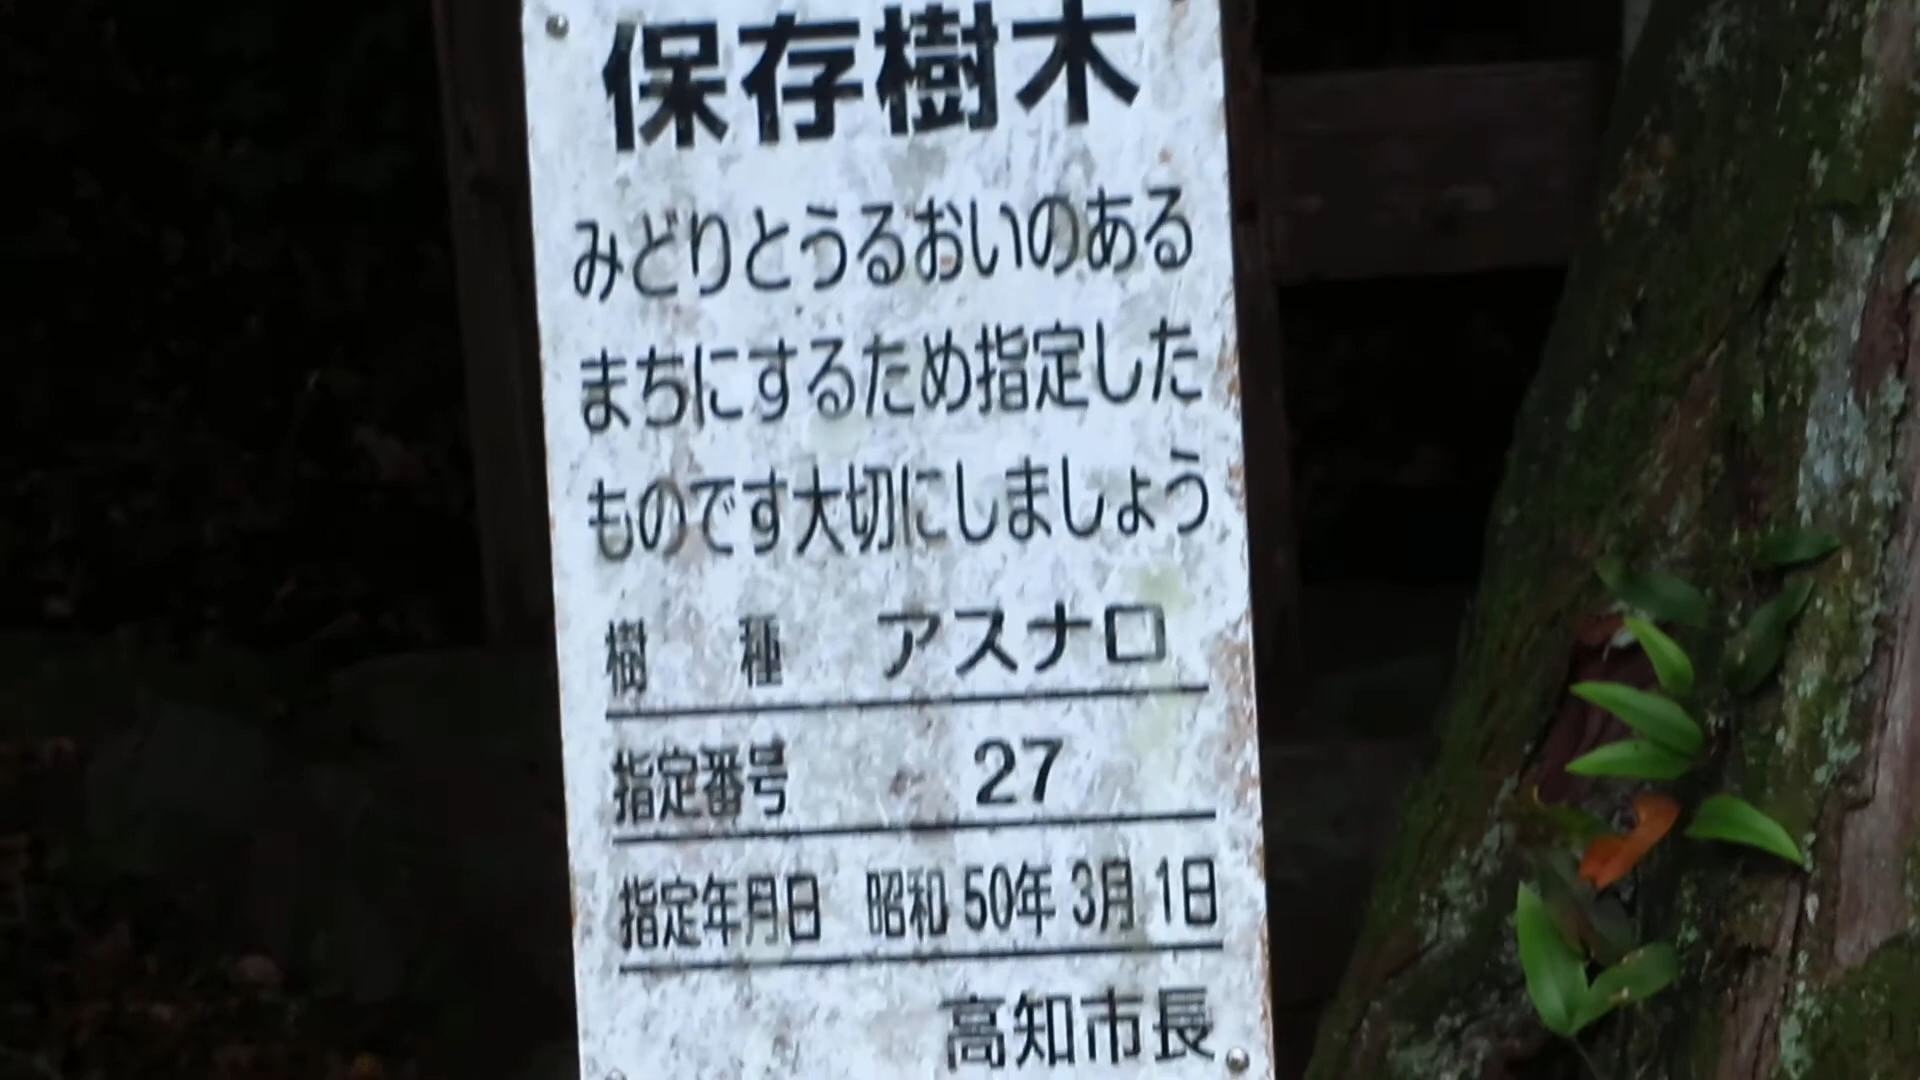 保存樹木
みどりとうるおいのある
まちにするため指定した
ものです大切にしましょう
樹 種 アスナロ
指定番号 27
指定年月日 昭和50年3月1日
高知市長